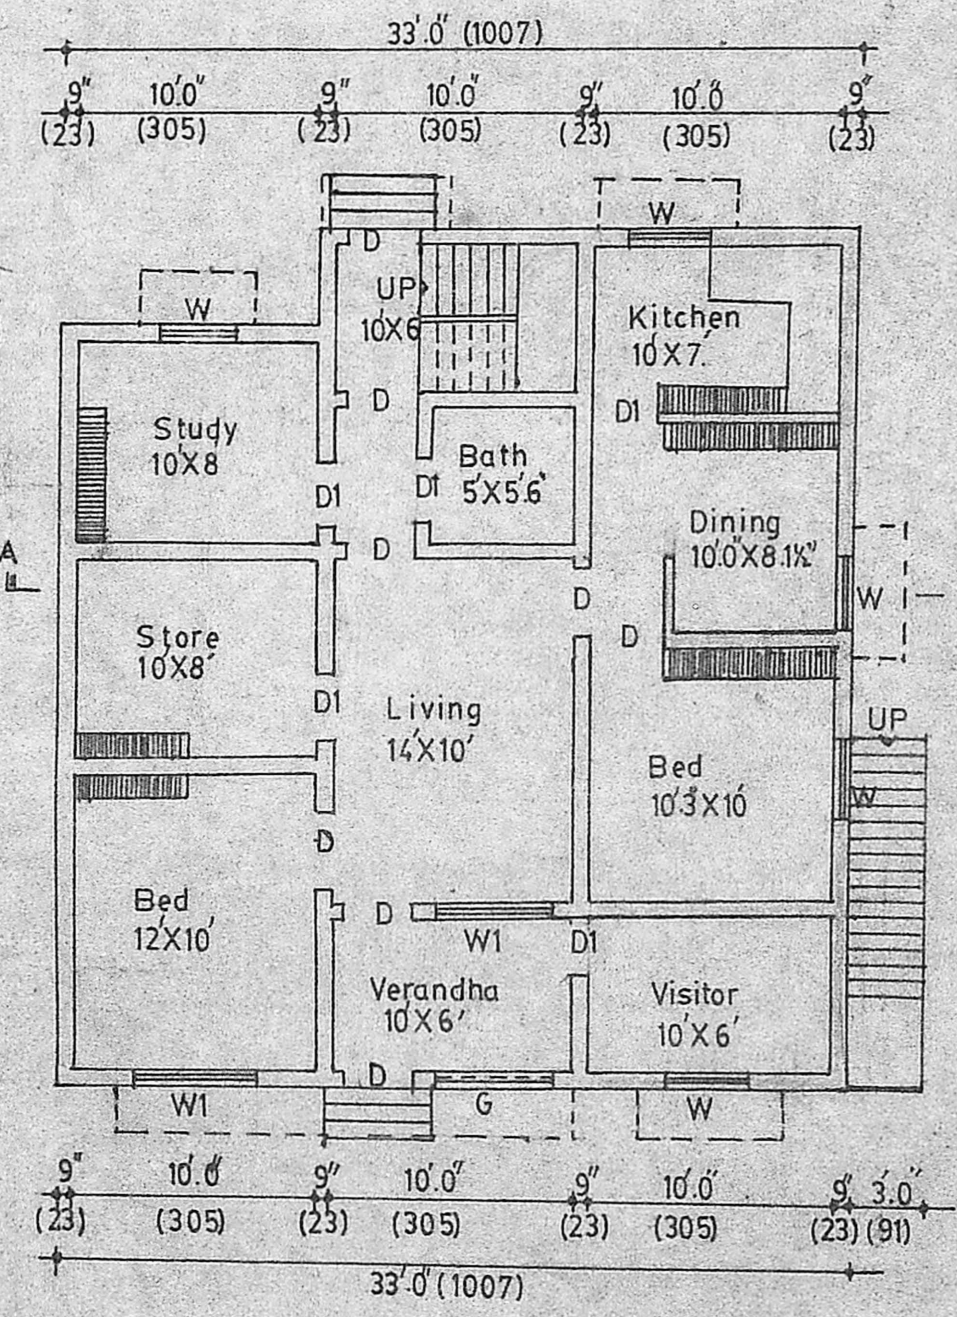 33'.0" (1007)
9" 10'.0" 9" 10'.0" 9" 10'.0" 9"
(23) (305) (23) (305) (23) (305) (23)
W
D
UP
10'X6
W
Kitchen
10'X7'
D
D1
Study
10'X8
Bath
5'X5'.6"
D1
D1
Dining
10'.0"X8'.1½"
A
D
D
W
D
Store
10'X8'
D1
Living
14'X10'
UP
Bed
10'.3"X10'
W
D
Bed
12'X10'
D
W1
D1
Verandha
10'X6'
Visitor
10'X6'
D
W1
G
W
9" 10'.0" 9" 10'.0" 9" 10'.0" 9" 3'.0"
(23) (305) (23) (305) (23) (305) (23) (91)
33'.0" (1007)